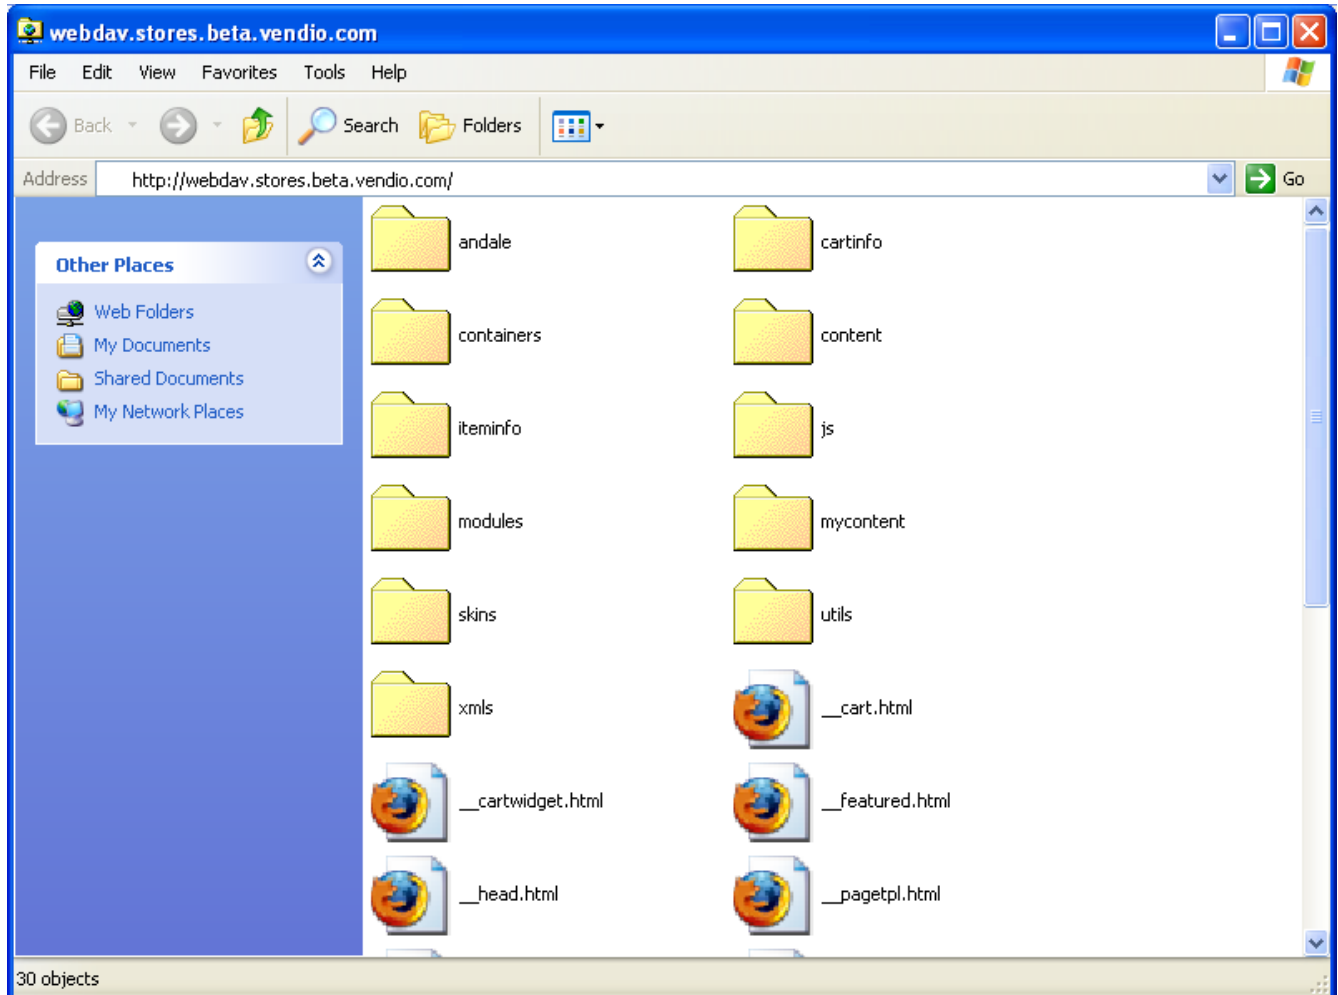 webdav.stores.beta.vendio.com
File Edit View Favorites Tools Help
Back Search Folders
Address http://webdav.stores.beta.vendio.com/ Go
Other Places
Web Folders
My Documents
Shared Documents
My Network Places
andale cartinfo
containers content
iteminfo js
modules mycontent
skins utils
xmls __cart.html
__cartwidget.html __featured.html
__head.html __pagetpl.html
30 objects